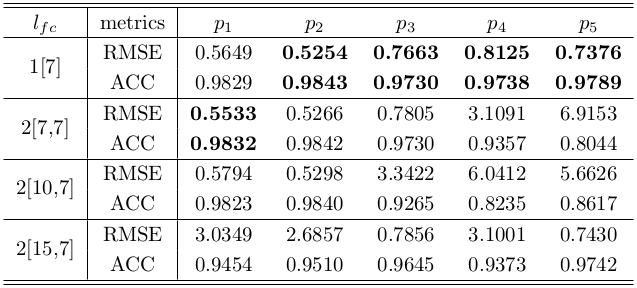 l_fc metrics p_1 p_2 p_3 p_4 p_5
1[7] RMSE 0.5649 0.5254 0.7663 0.8125 0.7376
ACC 0.9829 0.9843 0.9730 0.9738 0.9789
2[7,7] RMSE 0.5533 0.5266 0.7805 3.1091 6.9153
ACC 0.9832 0.9842 0.9730 0.9357 0.8044
2[10,7] RMSE 0.5794 0.5298 3.3422 6.0412 5.6626
ACC 0.9823 0.9840 0.9265 0.8235 0.8617
2[15,7] RMSE 3.0349 2.6857 0.7856 3.1001 0.7430
ACC 0.9454 0.9510 0.9645 0.9373 0.9742